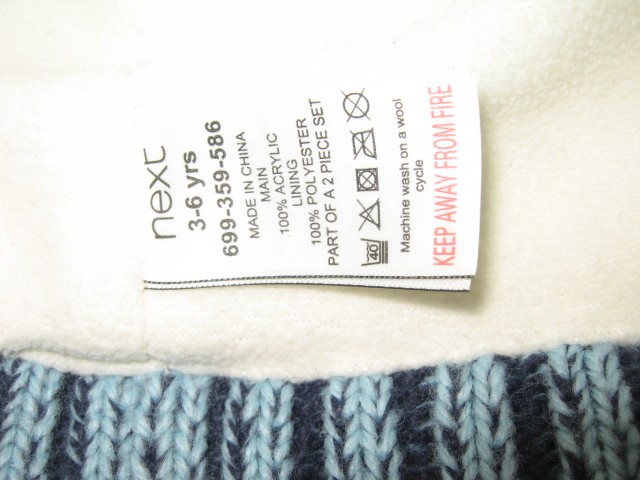 next
3-6 yrs
699-359-586
MADE IN CHINA
MAIN
100% ACRYLIC
LINING
100% POLYESTER
PART OF A 2 PIECE SET
40
Machine wash on a wool
cycle
KEEP AWAY FROM FIRE